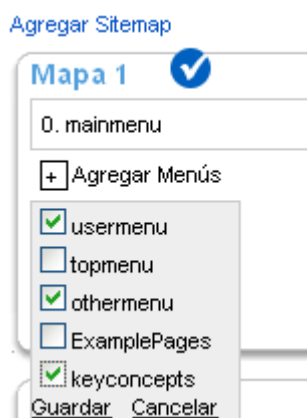 Agregar Sitemap
Mapa 1
0. mainmenu
+ Agregar Menús
usermenu
topmenu
othermenu
ExamplePages
keyconcepts
Guardar Cancelar